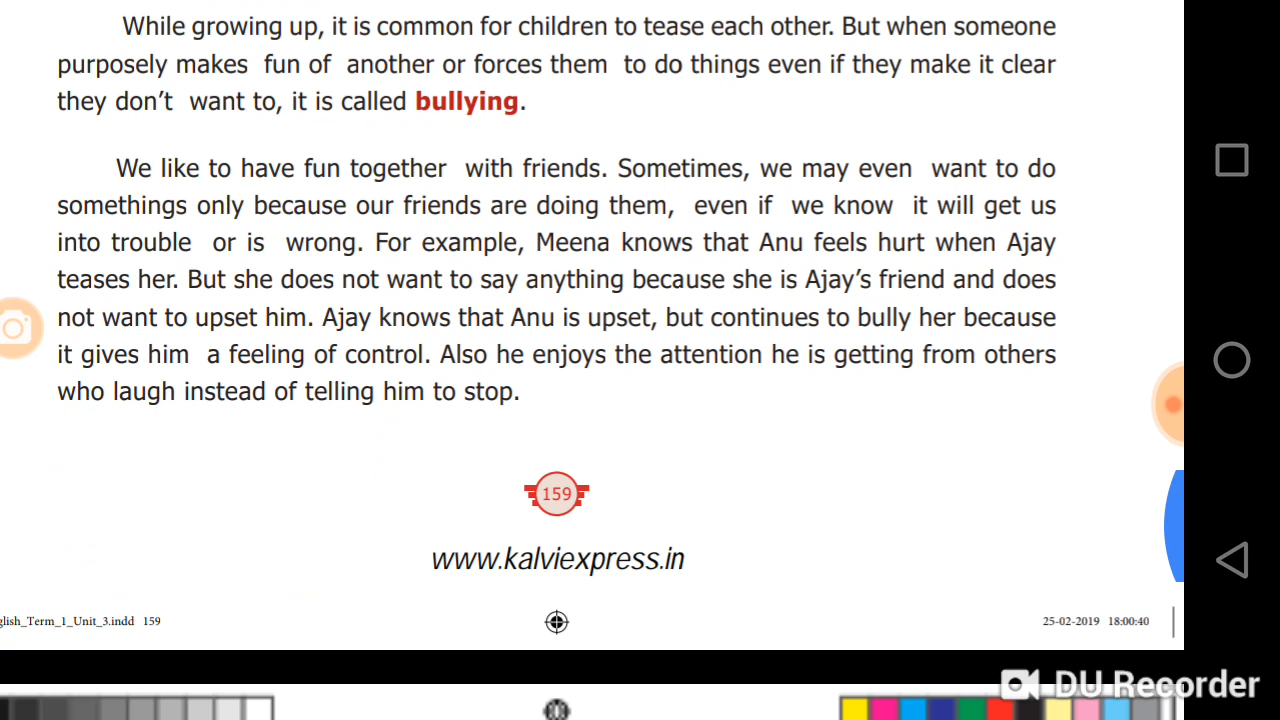 While growing up, it is common for children to tease each other. But when someone
purposely makes fun of another or forces them to do things even if they make it clear
they don't want to, it is called bullying.
We like to have fun together with friends. Sometimes, we may even want to do
somethings only because our friends are doing them, even if we know it will get us
into trouble or is wrong. For example, Meena knows that Anu feels hurt when Ajay
teases her. But she does not want to say anything because she is Ajay's friend and does
not want to upset him. Ajay knows that Anu is upset, but continues to bully her because
it gives him a feeling of control. Also he enjoys the attention he is getting from others
who laugh instead of telling him to stop.
159
www.kalviexpress.in
glish_Term_1_Unit_3.indd 159 25-02-2019 18:00:40
DU Recorder